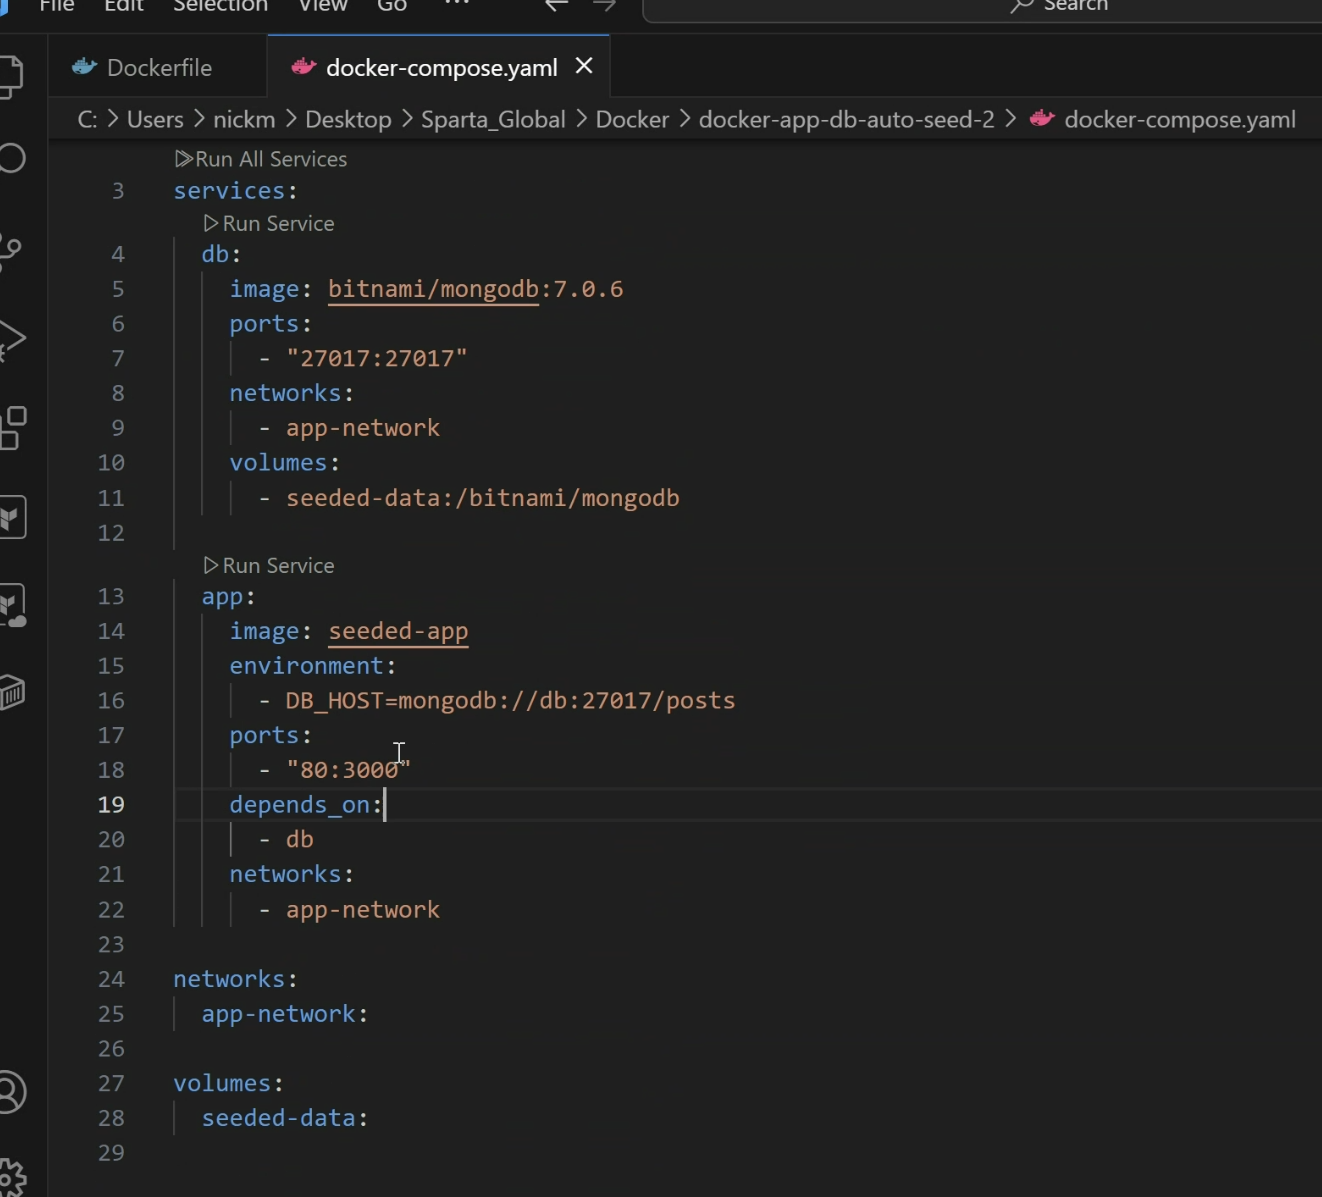 File Edit Selection View Go ... Search
Dockerfile docker-compose.yaml
C: > Users > nickm > Desktop > Sparta_Global > Docker > docker-app-db-auto-seed-2 > docker-compose.yaml
Run All Services
3 services:
Run Service
4 db:
5 image: bitnami/mongodb:7.0.6
6 ports:
7 - "27017:27017"
8 networks:
9 - app-network
10 volumes:
11 - seeded-data:/bitnami/mongodb
12
Run Service
13 app:
14 image: seeded-app
15 environment:
16 - DB_HOST=mongodb://db:27017/posts
17 ports:
18 - "80:3000"
19 depends_on:
20 - db
21 networks:
22 - app-network
23
24 networks:
25 app-network:
26
27 volumes:
28 seeded-data:
29